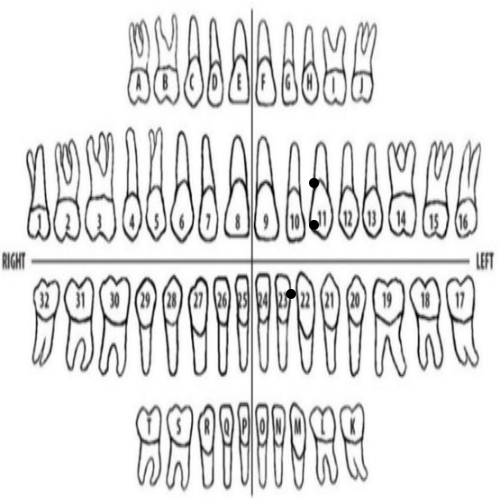 A B C D E F G H I J
1 2 3 4 5 6 7 8 9 10 11 12 13 14 15 16
RIGHT LEFT
32 31 30 29 28 27 26 25 24 23 22 21 20 19 18 17
T S R Q P O N M L K